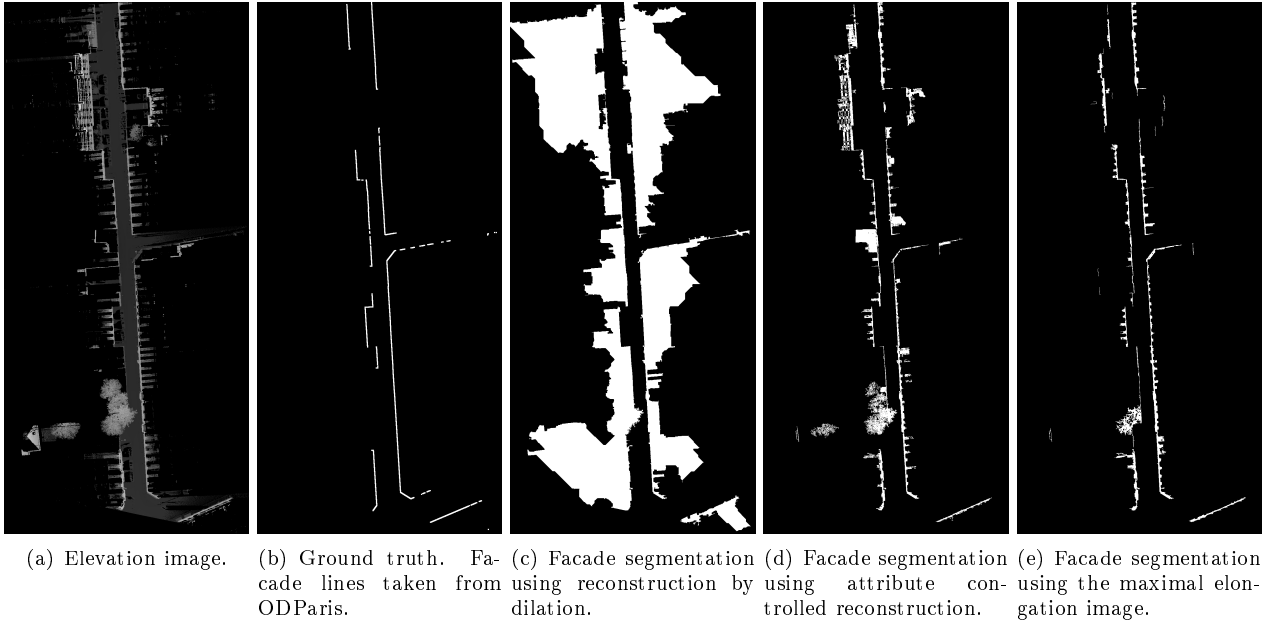 (a) Elevation image.
(b) Ground truth. Fa-
cade lines taken from
ODParis.
(c) Facade segmentation
using reconstruction by
dilation.
(d) Facade segmentation
using attribute con-
trolled reconstruction.
(e) Facade segmentation
using the maximal elon-
gation image.